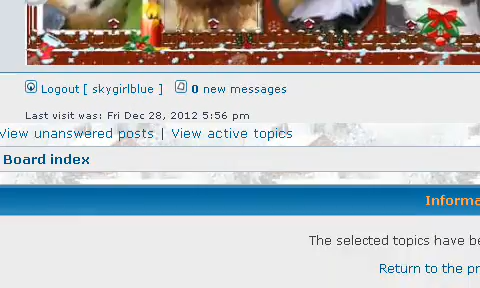 Logout [ skygirlblue ] 0 new messages
Last visit was: Fri Dec 28, 2012 5:56 pm
View unanswered posts | View active topics
Board index
Informa
The selected topics have be
Return to the pr